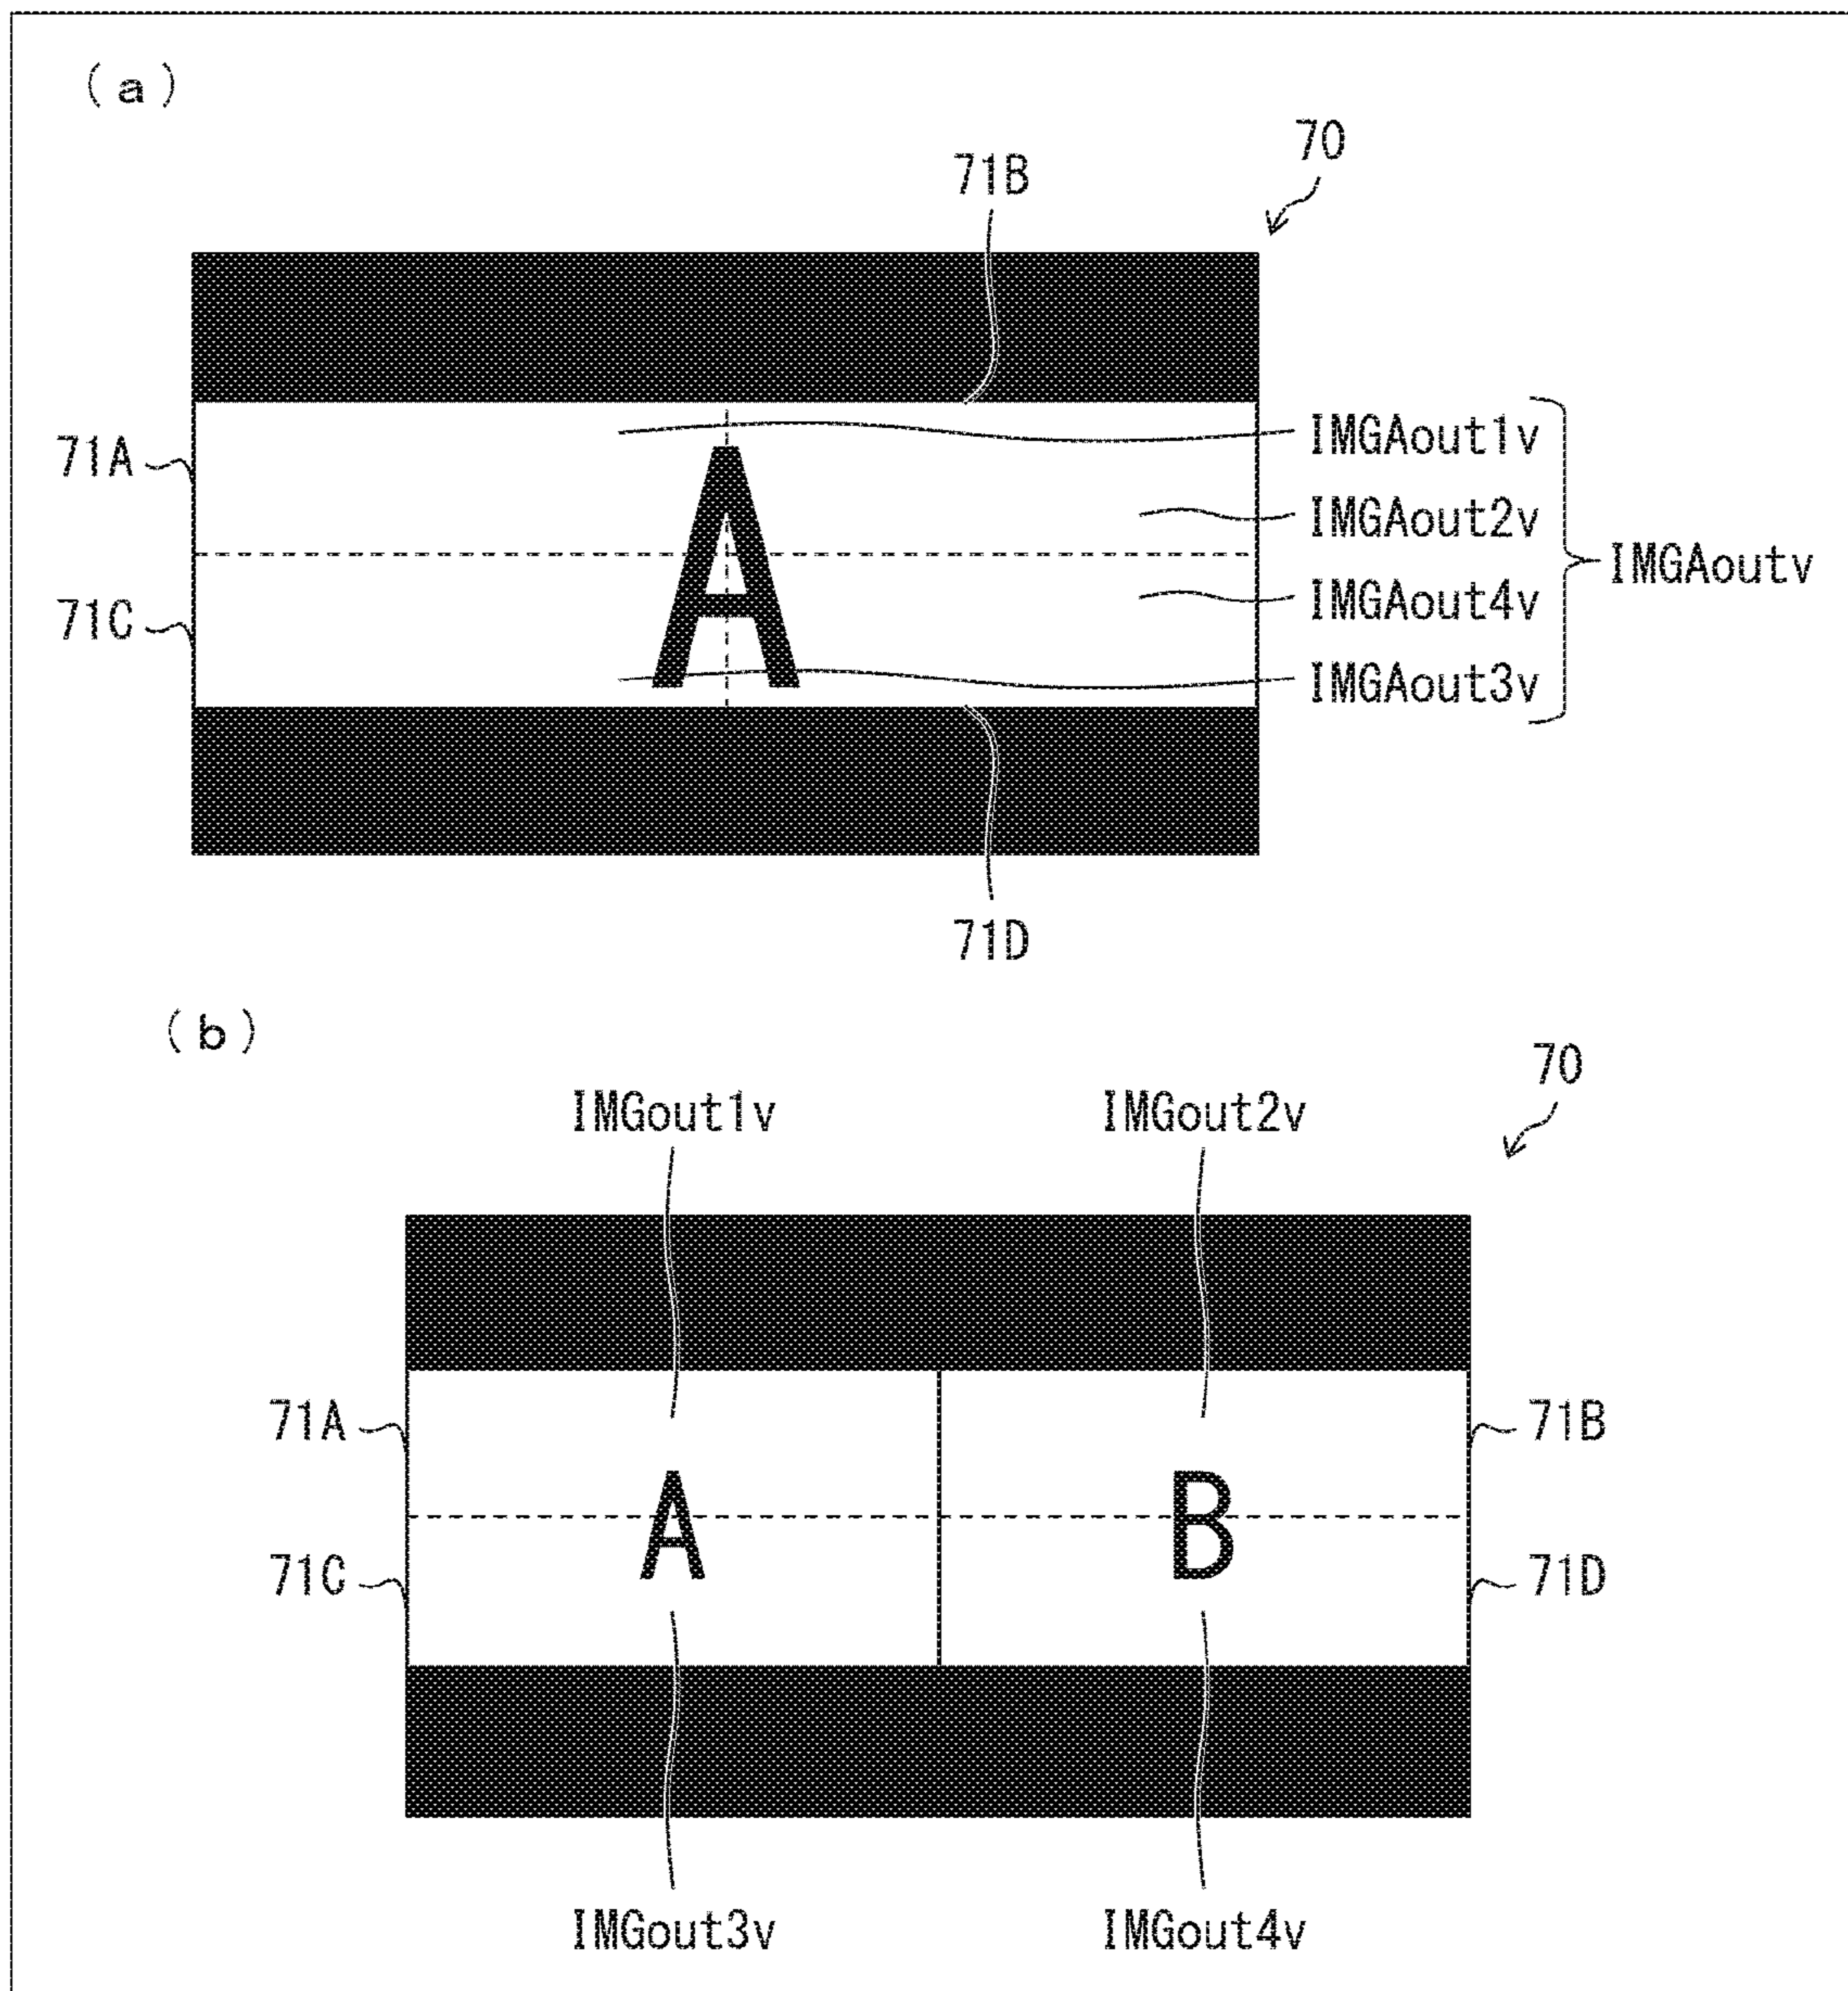 (a)
70
71B
71A
IMGAout1v
IMGAout2v
IMGAoutv
71C
IMGAout4v
IMGAout3v
A
71D
(b)
70
IMGout1v
IMGout2v
71A
71B
A
B
71C
71D
IMGout3v
IMGout4v